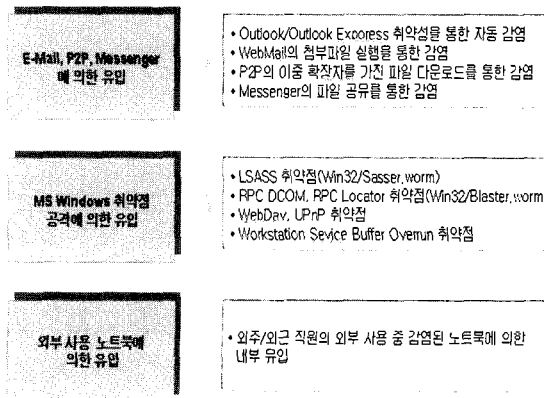 E-Mail, P2P, Messenger
에 의한 유입
• Outlook/Outlook Exporess 취약성을 통한 자동 감염
• WebMail의 첨부파일 실행을 통한 감염
• P2P의 이중 확장자를 가진 파일 다운로드를 통한 감염
• Messenger의 파일 공유를 통한 감염
MS Windows 취약점
공격에 의한 유입
• LSASS 취약점(Win32/Sasser.worm)
• RPC DCOM, RPC Locator 취약점(Win32/Blaster.worm
• WebDav, UPnP 취약점
• Workstation Sevice Buffer Overrun 취약점
외부 사용 노트북에
의한 유입
• 외주/외근 직원의 외부 사용 중 감염된 노트북에 의한
내부 유입